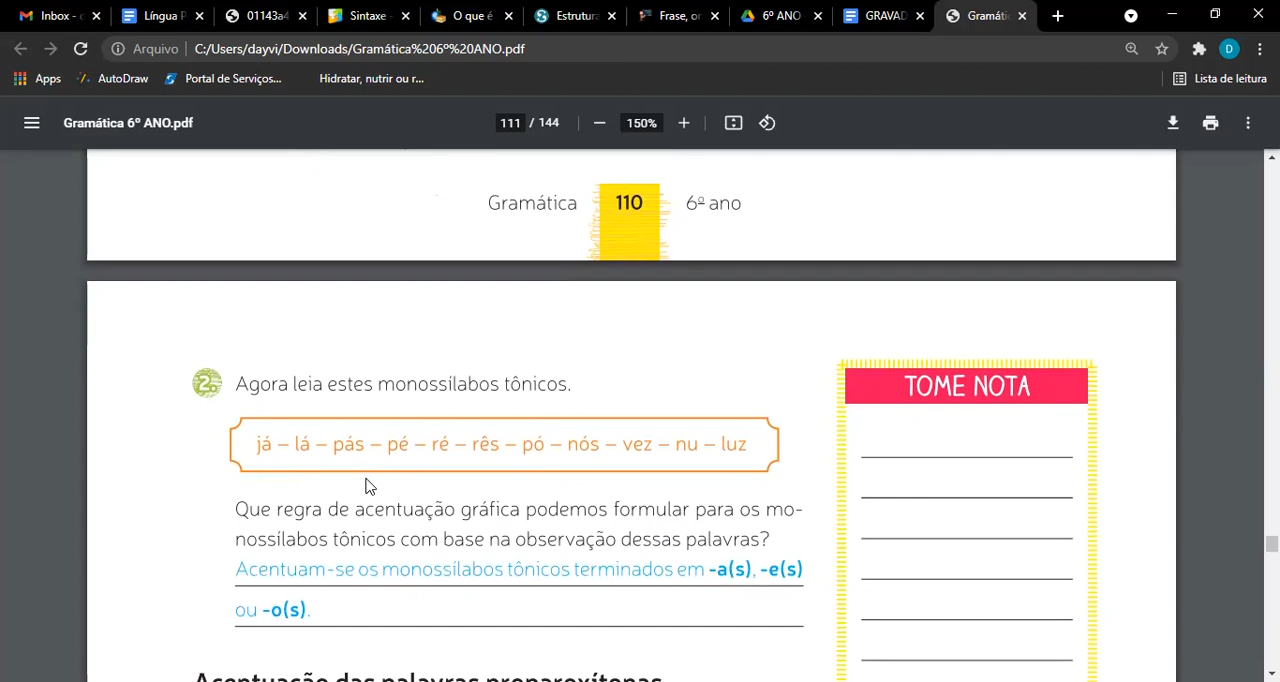 Inbox - c
Língua P
01143a4
Sintaxe -
O que é
Estrutura
Frase, or
6º ANO
GRAVAD
Gramáti
Arquivo | C:/Users/dayvi/Downloads/Gramática%206º%20ANO.pdf
D
Apps
AutoDraw
Portal de Serviços...
Hidratar, nutrir ou r...
Lista de leitura
Gramática 6º ANO.pdf
111 / 144
150%
Gramática 110 6º ano
2. Agora leia estes monossílabos tônicos.
já – lá – pás – pé – ré – rês – pó – nós – vez – nu – luz
Que regra de acentuação gráfica podemos formular para os mo-
nossílabos tônicos com base na observação dessas palavras?
Acentuam-se os monossílabos tônicos terminados em -a(s), -e(s)
ou -o(s).
TOME NOTA
Acentuação das palavras proparoxítonas